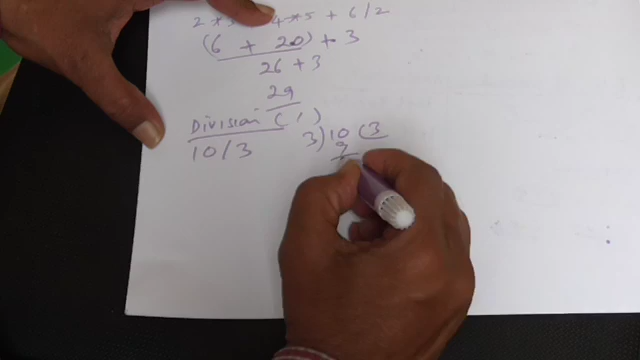 2 * 3 4 * 5 + 6 / 2
(6 + 20) + 3
26 + 3
29
Division ( / )
10 / 3 3) 10 (3
9